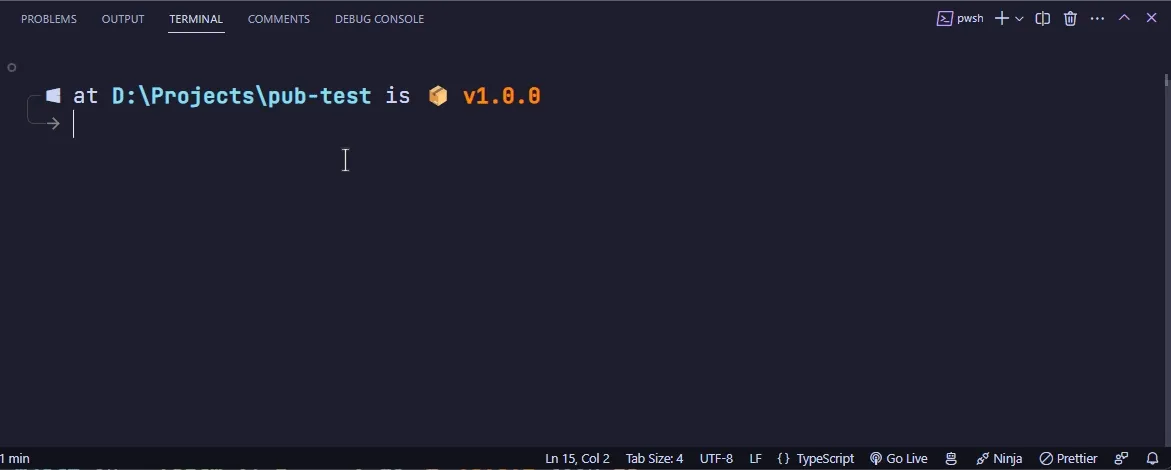 PROBLEMS OUTPUT TERMINAL COMMENTS DEBUG CONSOLE pwsh
at D:\Projects\pub-test is v1.0.0
1 min Ln 15, Col 2 Tab Size: 4 UTF-8 LF { } TypeScript Go Live Ninja Prettier